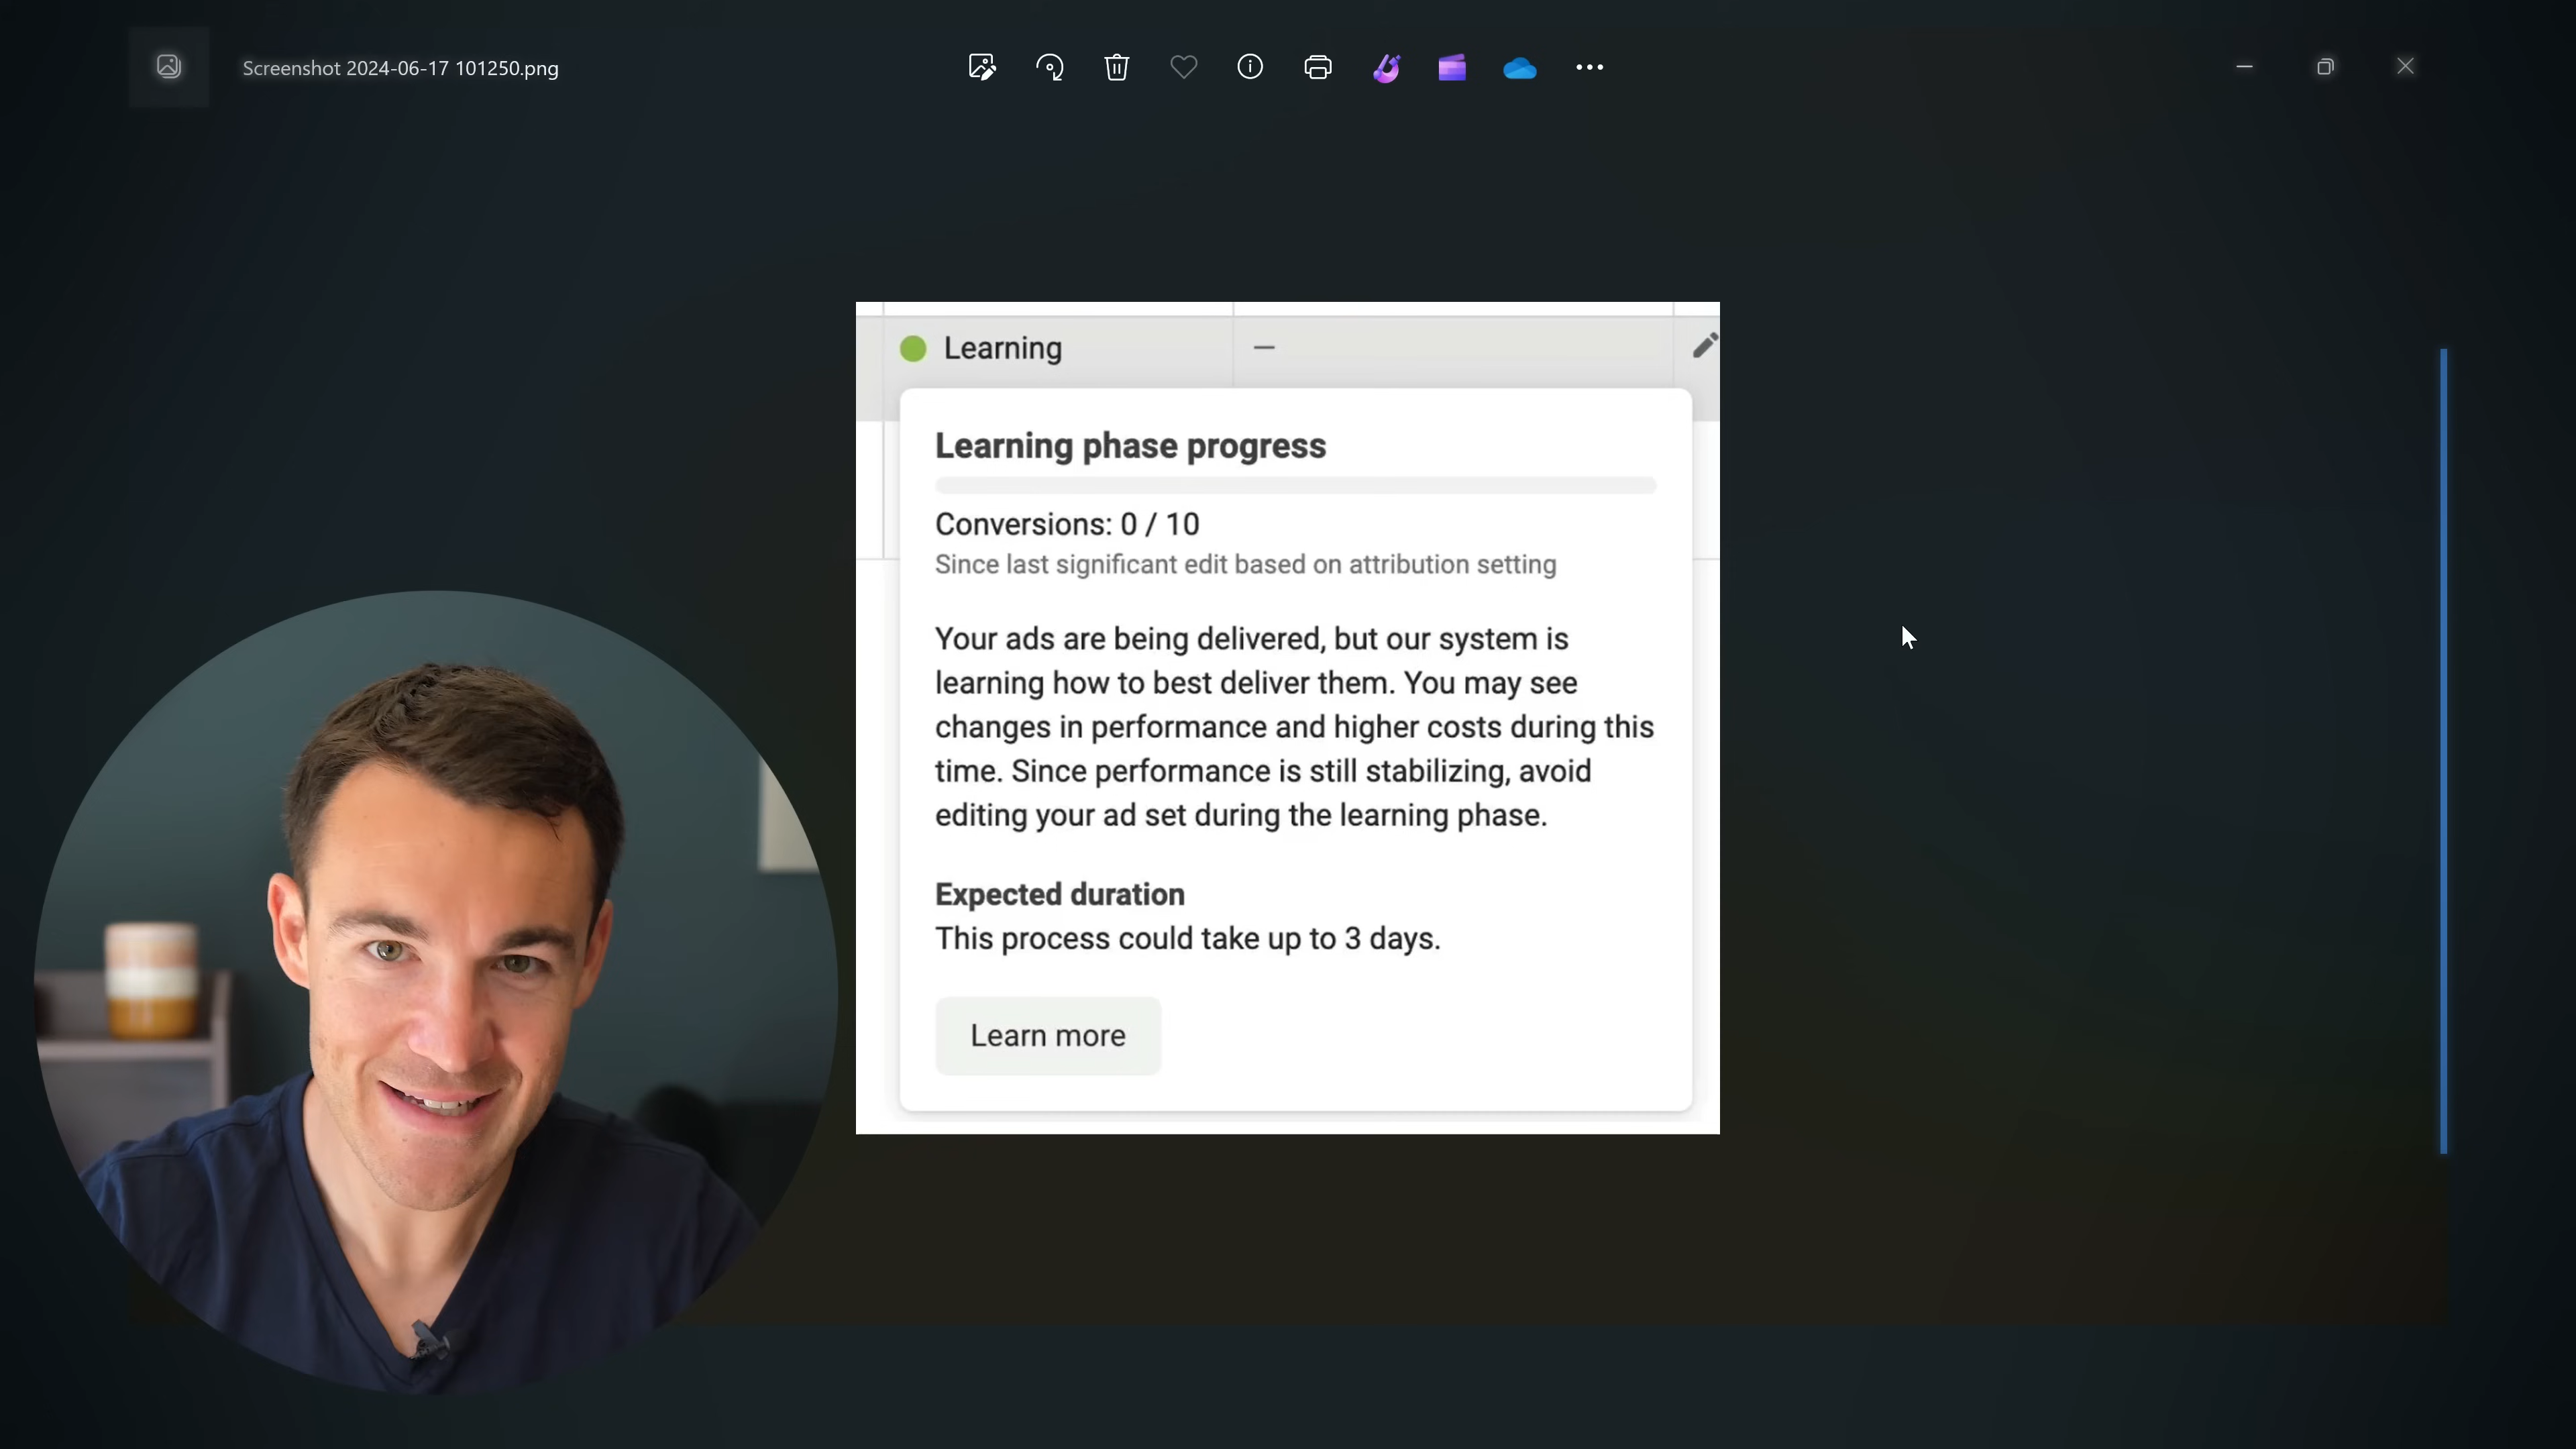 Screenshot 2024-06-17 101250.png
Learning
Learning phase progress
Conversions: 0 / 10
Since last significant edit based on attribution setting
Your ads are being delivered, but our system is
learning how to best deliver them. You may see
changes in performance and higher costs during this
time. Since performance is still stabilizing, avoid
editing your ad set during the learning phase.
Expected duration
This process could take up to 3 days.
Learn more